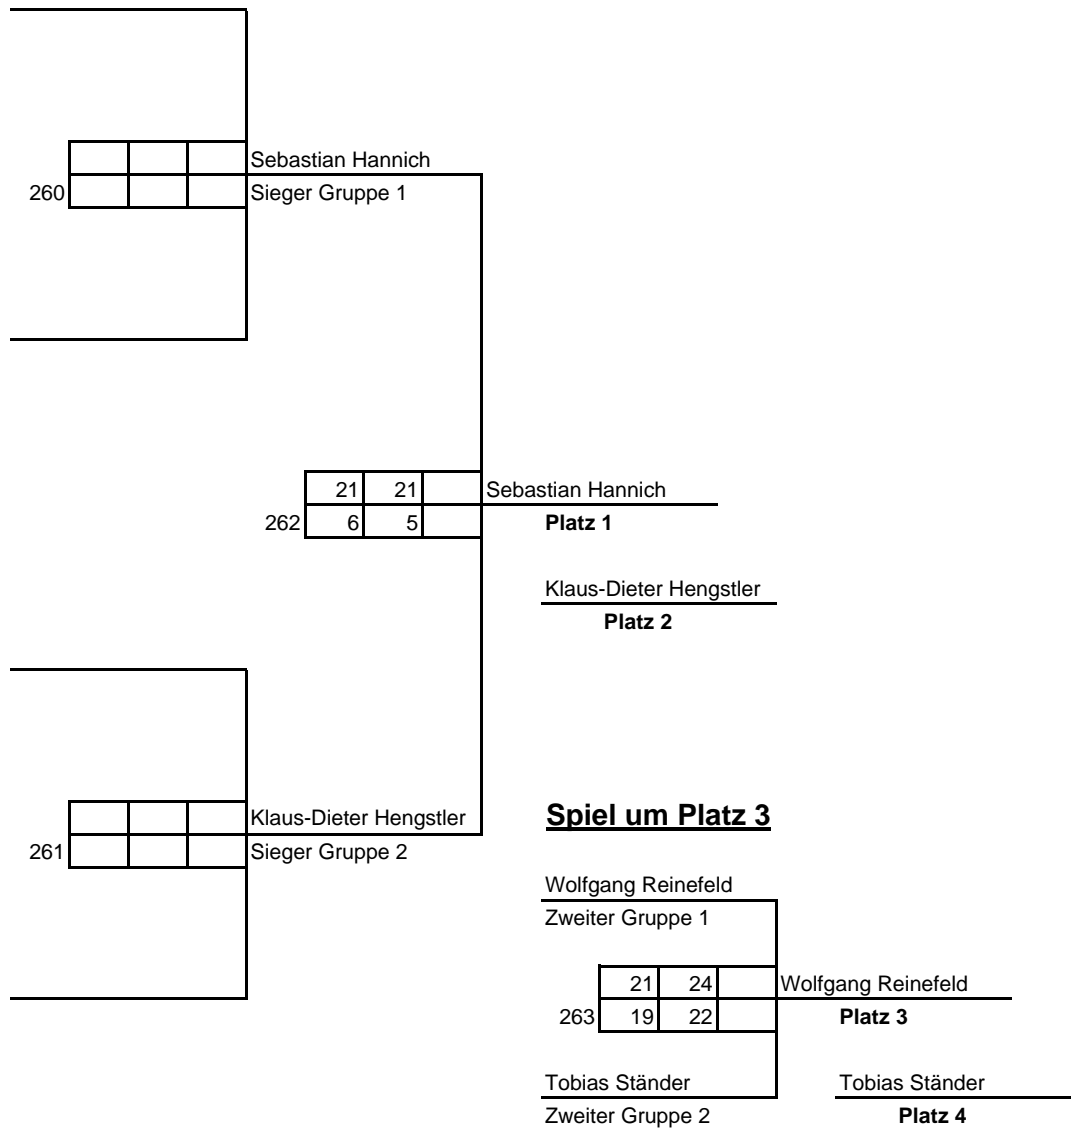 Sebastian Hannich
260 Sieger Gruppe 1
21 21 Sebastian Hannich
262 6 5 Platz 1
Klaus-Dieter Hengstler
Platz 2
Klaus-Dieter Hengstler
261 Sieger Gruppe 2
Spiel um Platz 3
Wolfgang Reinefeld
Zweiter Gruppe 1
21 24 Wolfgang Reinefeld
263 19 22 Platz 3
Tobias Ständer Tobias Ständer
Zweiter Gruppe 2 Platz 4